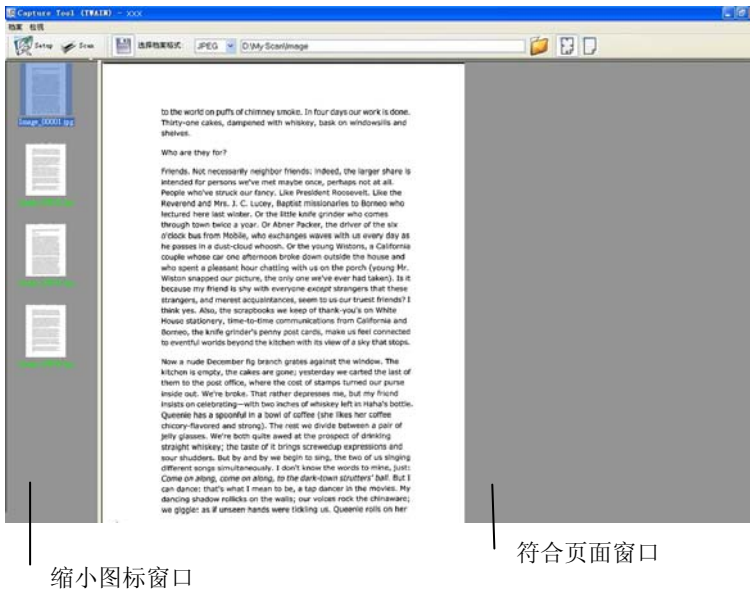 Capture Tool (TWAIN) - xxx
档案 检视
Setup Scan 选择档案格式 JPEG D:\My Scan\Image
Image_00001.jpg
to the world on puffs of chimney smoke. In four days our work is done.
Thirty-one cakes, dampened with whiskey, bask on windowsills and
shelves.
Who are they for?
Friends. Not necessarily neighbor friends: indeed, the larger share is
intended for persons we've met maybe once, perhaps not at all.
People who've struck our fancy. Like President Roosevelt. Like the
Reverend and Mrs. J. C. Lucey, Baptist missionaries to Borneo who
lectured here last winter. Or the little knife grinder who comes
through town twice a year. Or Abner Packer, the driver of the six
o'clock bus from Mobile, who exchanges waves with us every day as
he passes in a dust-cloud whoosh. Or the young Wistons, a California
couple whose car one afternoon broke down outside the house and
who spent a pleasant hour chatting with us on the porch (young Mr.
Wiston snapped our picture, the only one we've ever had taken). Is it
because my friend is shy with everyone except strangers that these
strangers, and merest acquaintances, seem to us our truest friends? I
think yes. Also, the scrapbooks we keep of thank-you's on White
House stationery, time-to-time communications from California and
Borneo, the knife grinder's penny post cards, make us feel connected
to eventful worlds beyond the kitchen with its view of a sky that stops.
Now a nude December fig branch grates against the window. The
kitchen is empty, the cakes are gone; yesterday we carted the last of
them to the post office, where the cost of stamps turned our purse
inside out. We're broke. That rather depresses me, but my friend
insists on celebrating—with two inches of whiskey left in Haha's bottle.
Queenie has a spoonful in a bowl of coffee (she likes her coffee
chicory-flavored and strong). The rest we divide between a pair of
jelly glasses. We're both quite awed at the prospect of drinking
straight whiskey; the taste of it brings screwedup expressions and
sour shudders. But by and by we begin to sing, the two of us singing
different songs simultaneously. I don't know the words to mine, just:
Come on along, come on along, to the dark-town strutters' ball. But I
can dance: that's what I mean to be, a tap dancer in the movies. My
dancing shadow rollicks on the walls; our voices rock the chinaware;
we giggle: as if unseen hands were tickling us. Queenie rolls on her
符合页面窗口
缩小图标窗口